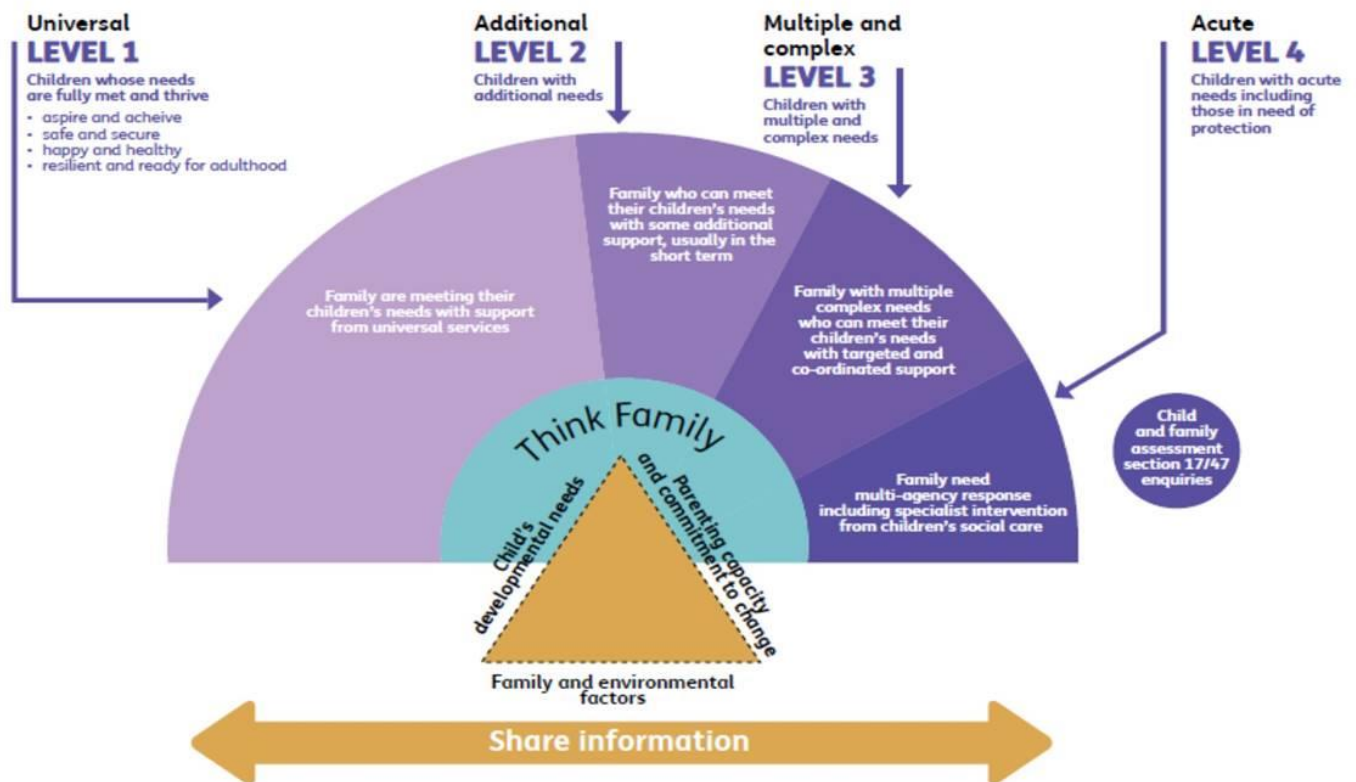 Universal
LEVEL 1
Children whose needs
are fully met and thrive
• aspire and acheive
• safe and secure
• happy and healthy
• resilient and ready for adulthood
Additional
LEVEL 2
Children with
additional needs
Multiple and
complex
LEVEL 3
Children with
multiple and
complex needs
Acute
LEVEL 4
Children with acute
needs including
those in need of
protection
Family are meeting their
children's needs with support
from universal services
Family who can meet
their children's needs
with some additional
support, usually in the
short term
Family with multiple
complex needs
who can meet their
children's needs
with targeted and
co-ordinated support
Family need
multi-agency response
including specialist intervention
from children's social care
Child
and family
assessment
section 17/47
enquiries
Think Family
Child's
developmental needs
Parenting capacity
and commitment to change
Family and environmental
factors
Share information